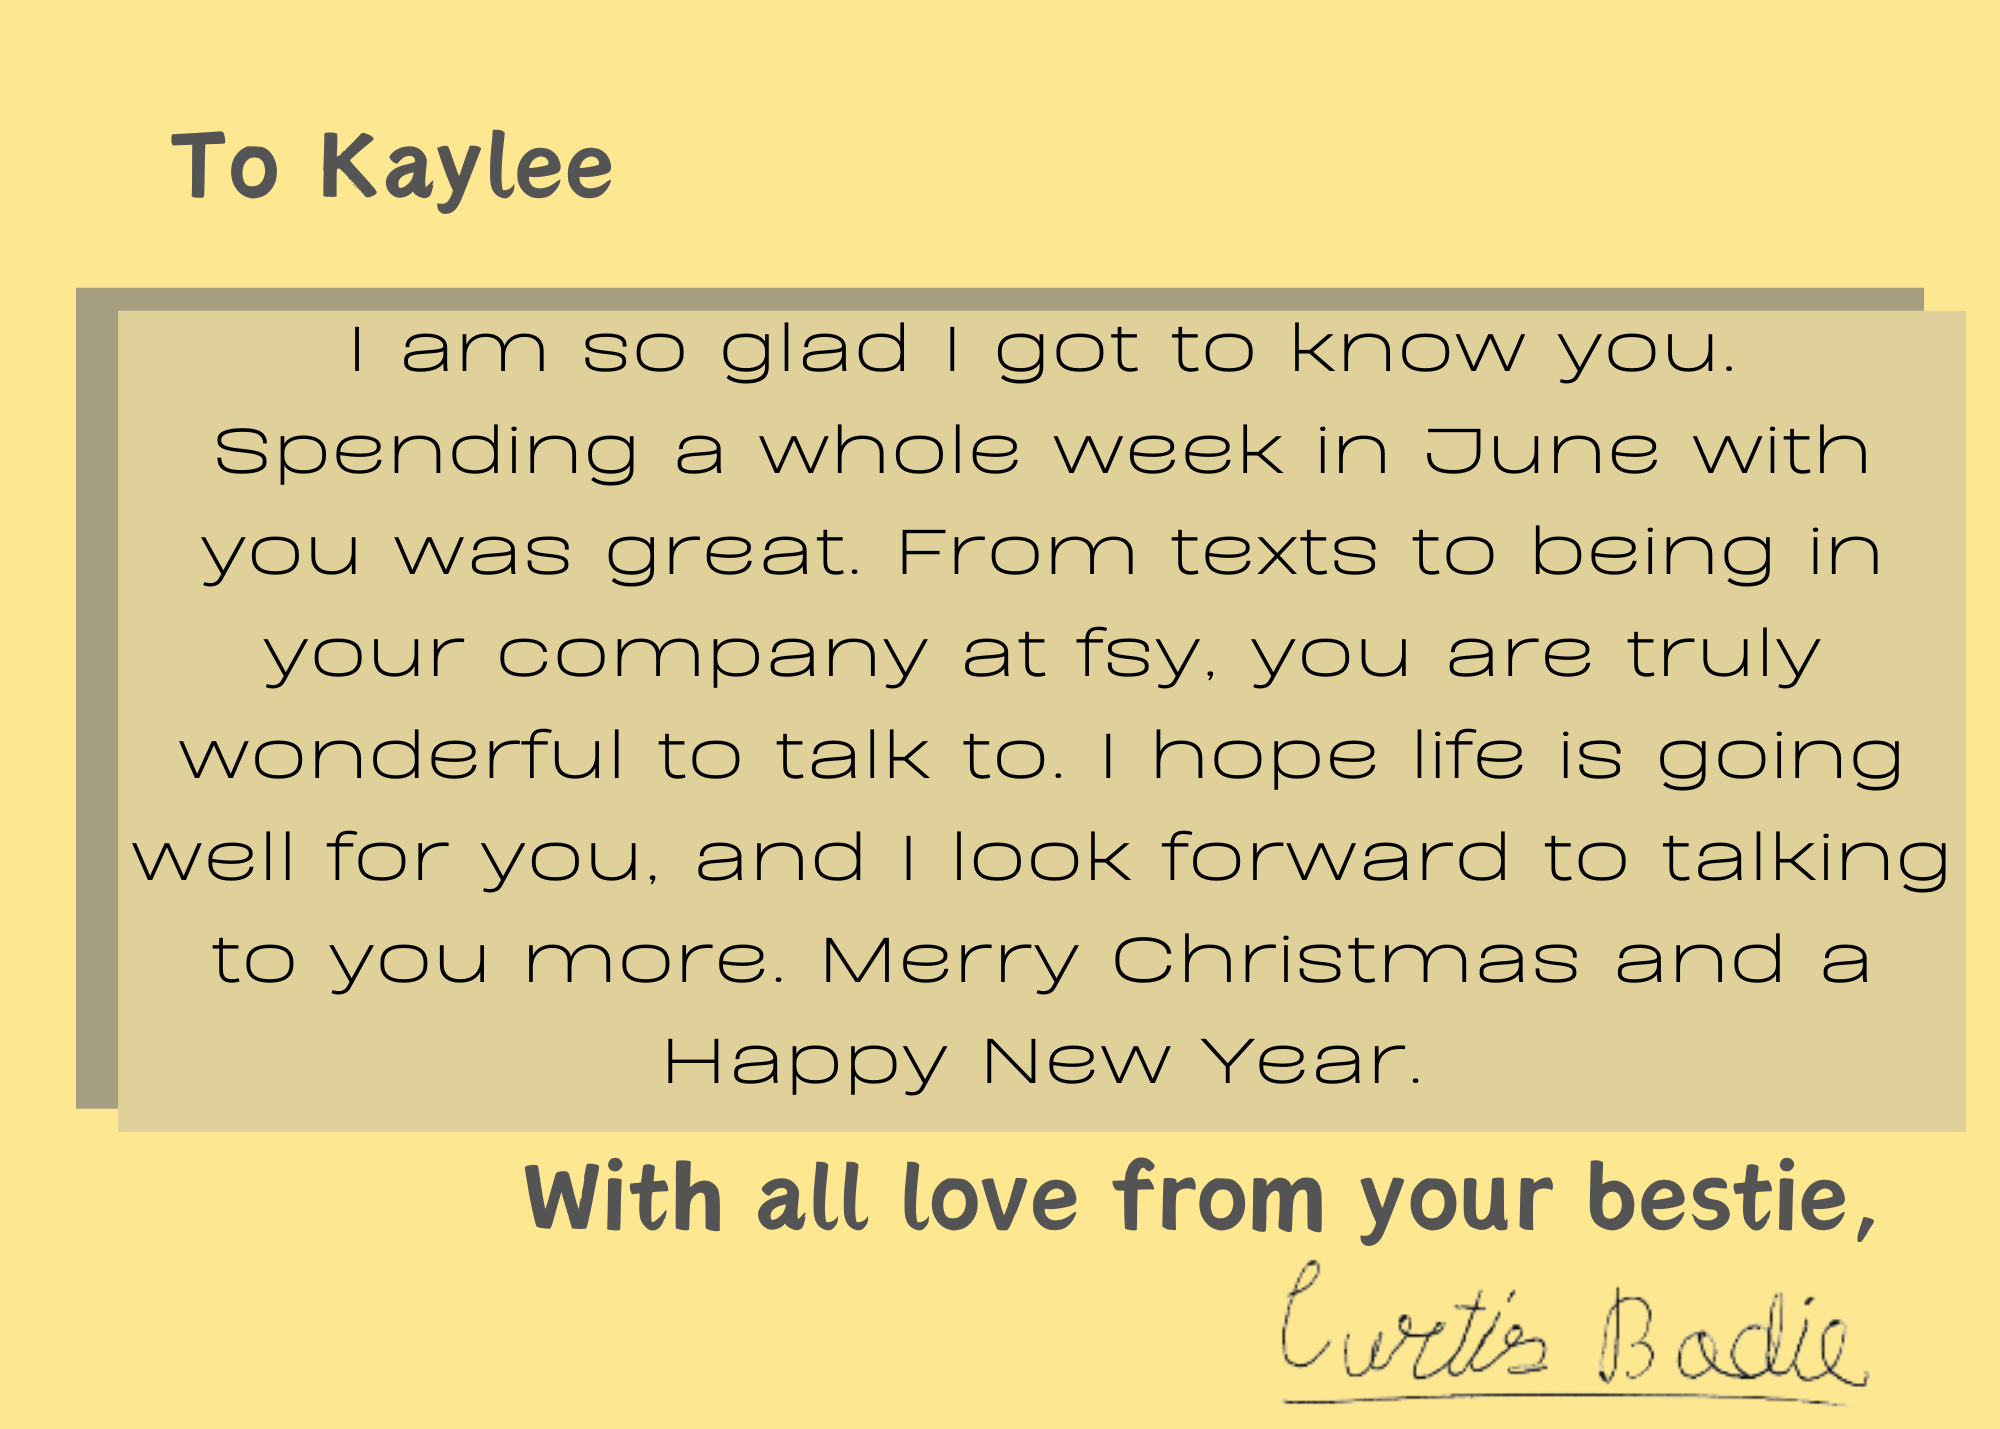 To Kaylee
I am so glad I got to know you.
Spending a whole week in June with
you was great. From texts to being in
your company at fsy, you are truly
wonderful to talk to. I hope life is going
well for you, and I look forward to talking
to you more. Merry Christmas and a
Happy New Year.
With all love from your bestie,
Curtis Bodie